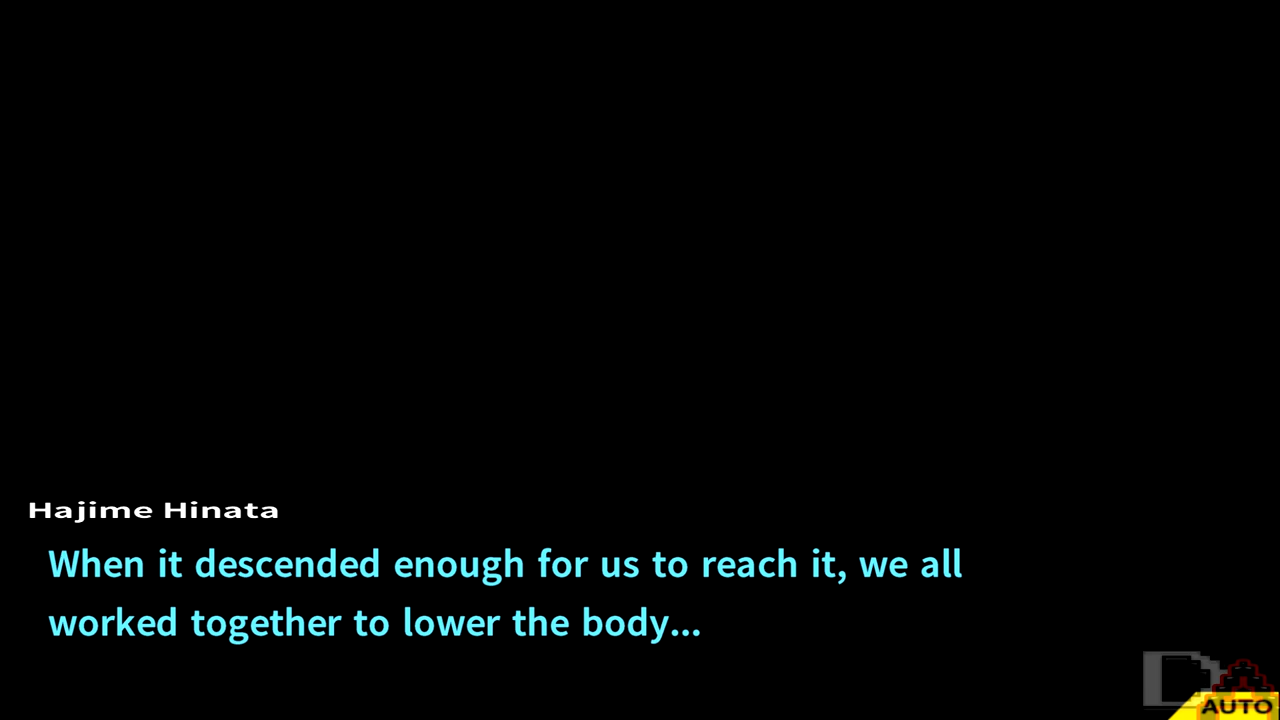 Hajime Hinata
When it descended enough for us to reach it, we all
worked together to lower the body...
AUTO